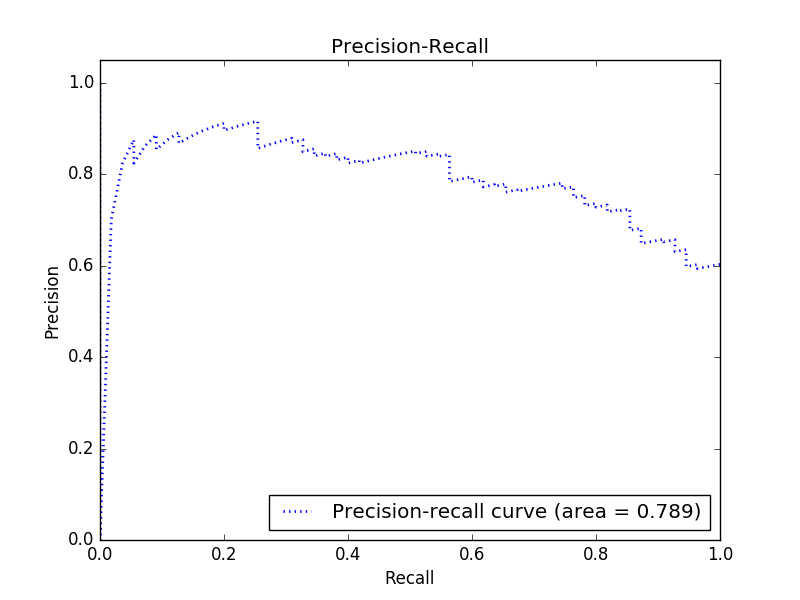 Precision-Recall
1.0
0.8
0.6
0.4
0.2
0.0
Precision
0.0 0.2 0.4 0.6 0.8 1.0
Recall
Precision-recall curve (area = 0.789)